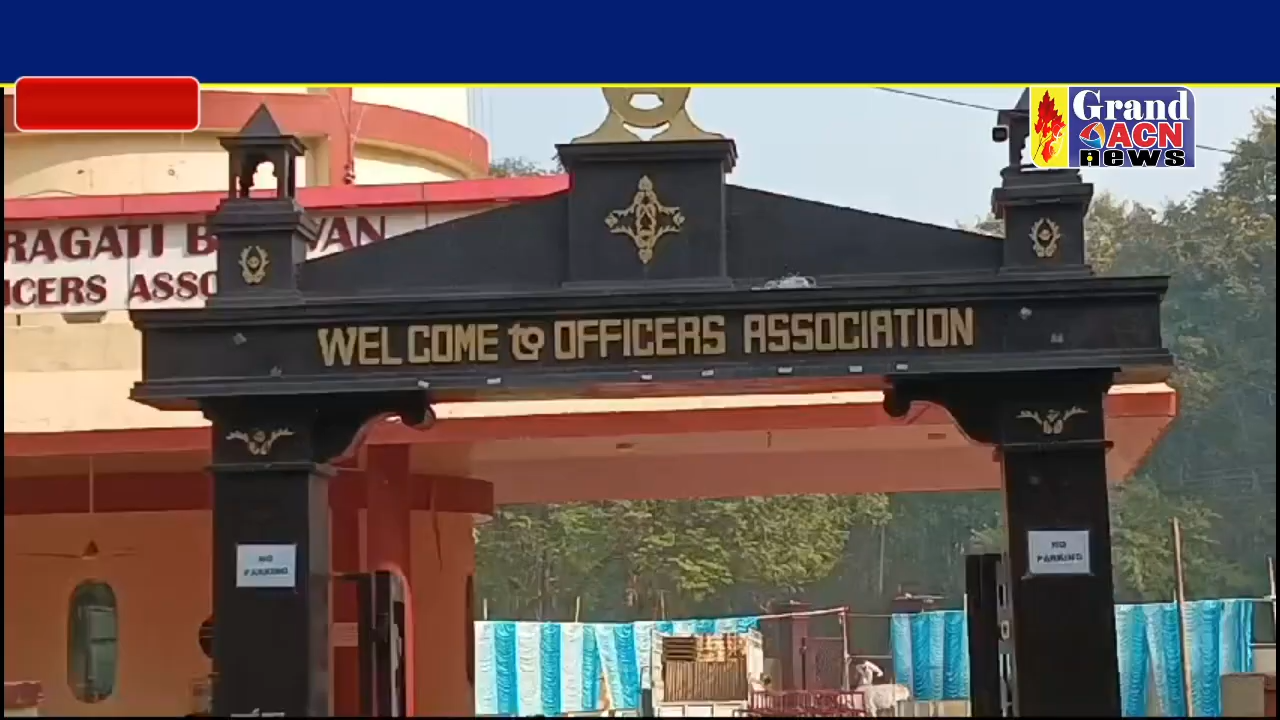 Grand
ACN
news
RAGATI B VAN
ICERS ASSO
WELCOME to OFFICERS ASSOCIATION
NO
PARKING
NO
PARKING